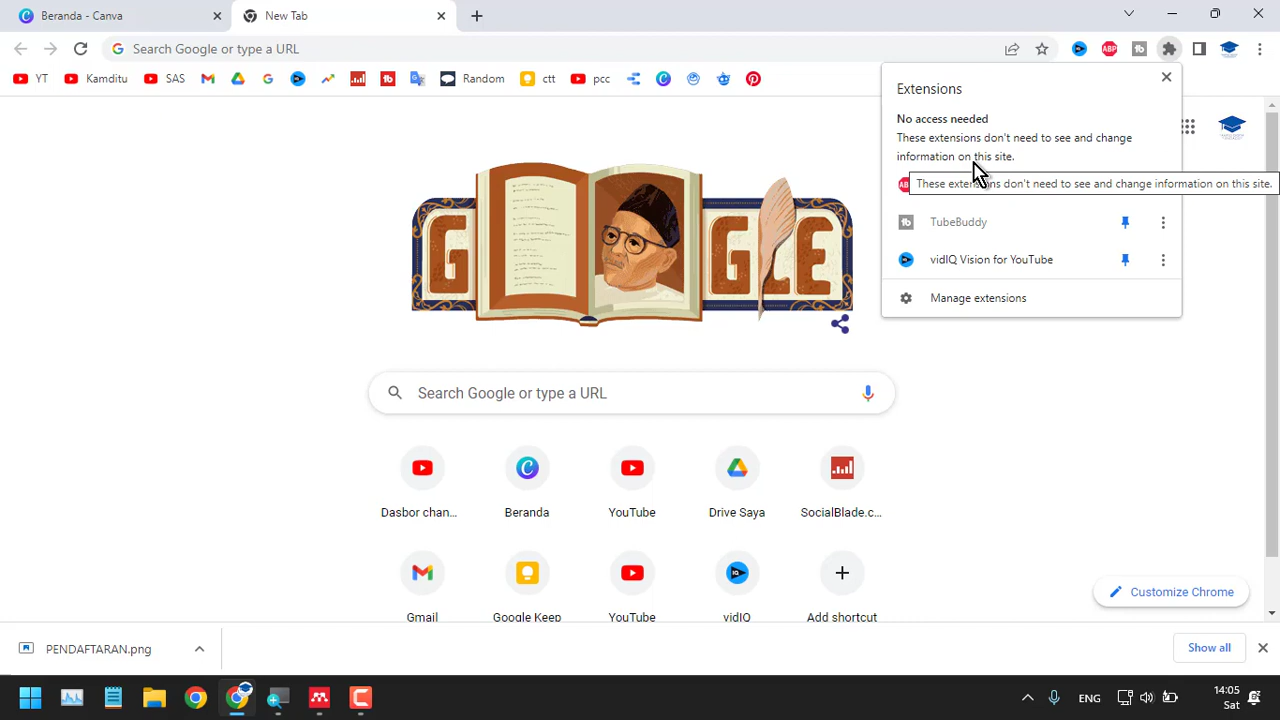 Beranda - Canva
New Tab
Search Google or type a URL
YT
Kamditu
SAS
Random
ctt
pcc
Extensions
No access needed
These extensions don't need to see and change
information on this site.
These extensions don't need to see and change information on this site.
TubeBuddy
vidIQ Vision for YouTube
Manage extensions
Search Google or type a URL
Dasbor chan...
Beranda
YouTube
Drive Saya
SocialBlade.c...
Gmail
Google Keep
YouTube
vidIQ
Add shortcut
Customize Chrome
PENDAFTARAN.png
Show all
ENG
14:05
Sat